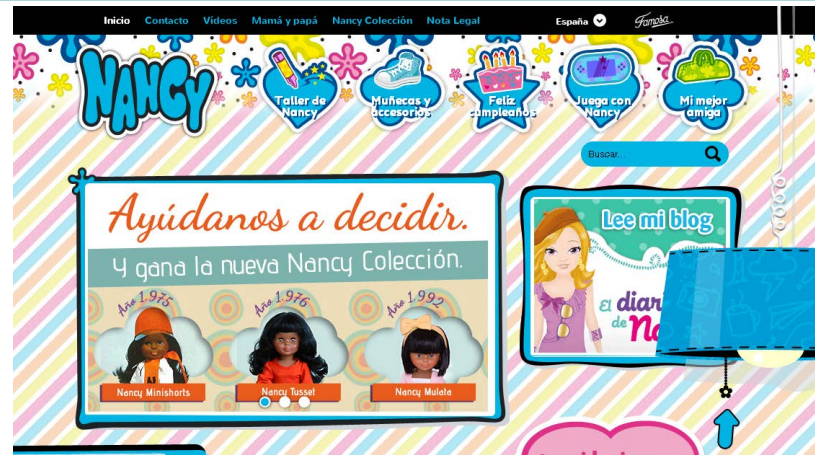 Inicio Contacto Vídeos Mamá y papá Nancy Colección Nota Legal España Famosa
NANCY
Taller de
Nancy
Muñecas y
accesorios
Feliz
cumpleaños
Juega con
Nancy
Mi mejor
amiga
Buscar...
Ayúdanos a decidir.
Y gana la nueva Nancy Colección.
Año 1.975
Año 1.976
Año 1.992
Nancy Minishorts
Nancy Tusset
Nancy Mulata
Lee mi blog
El diar
de Na